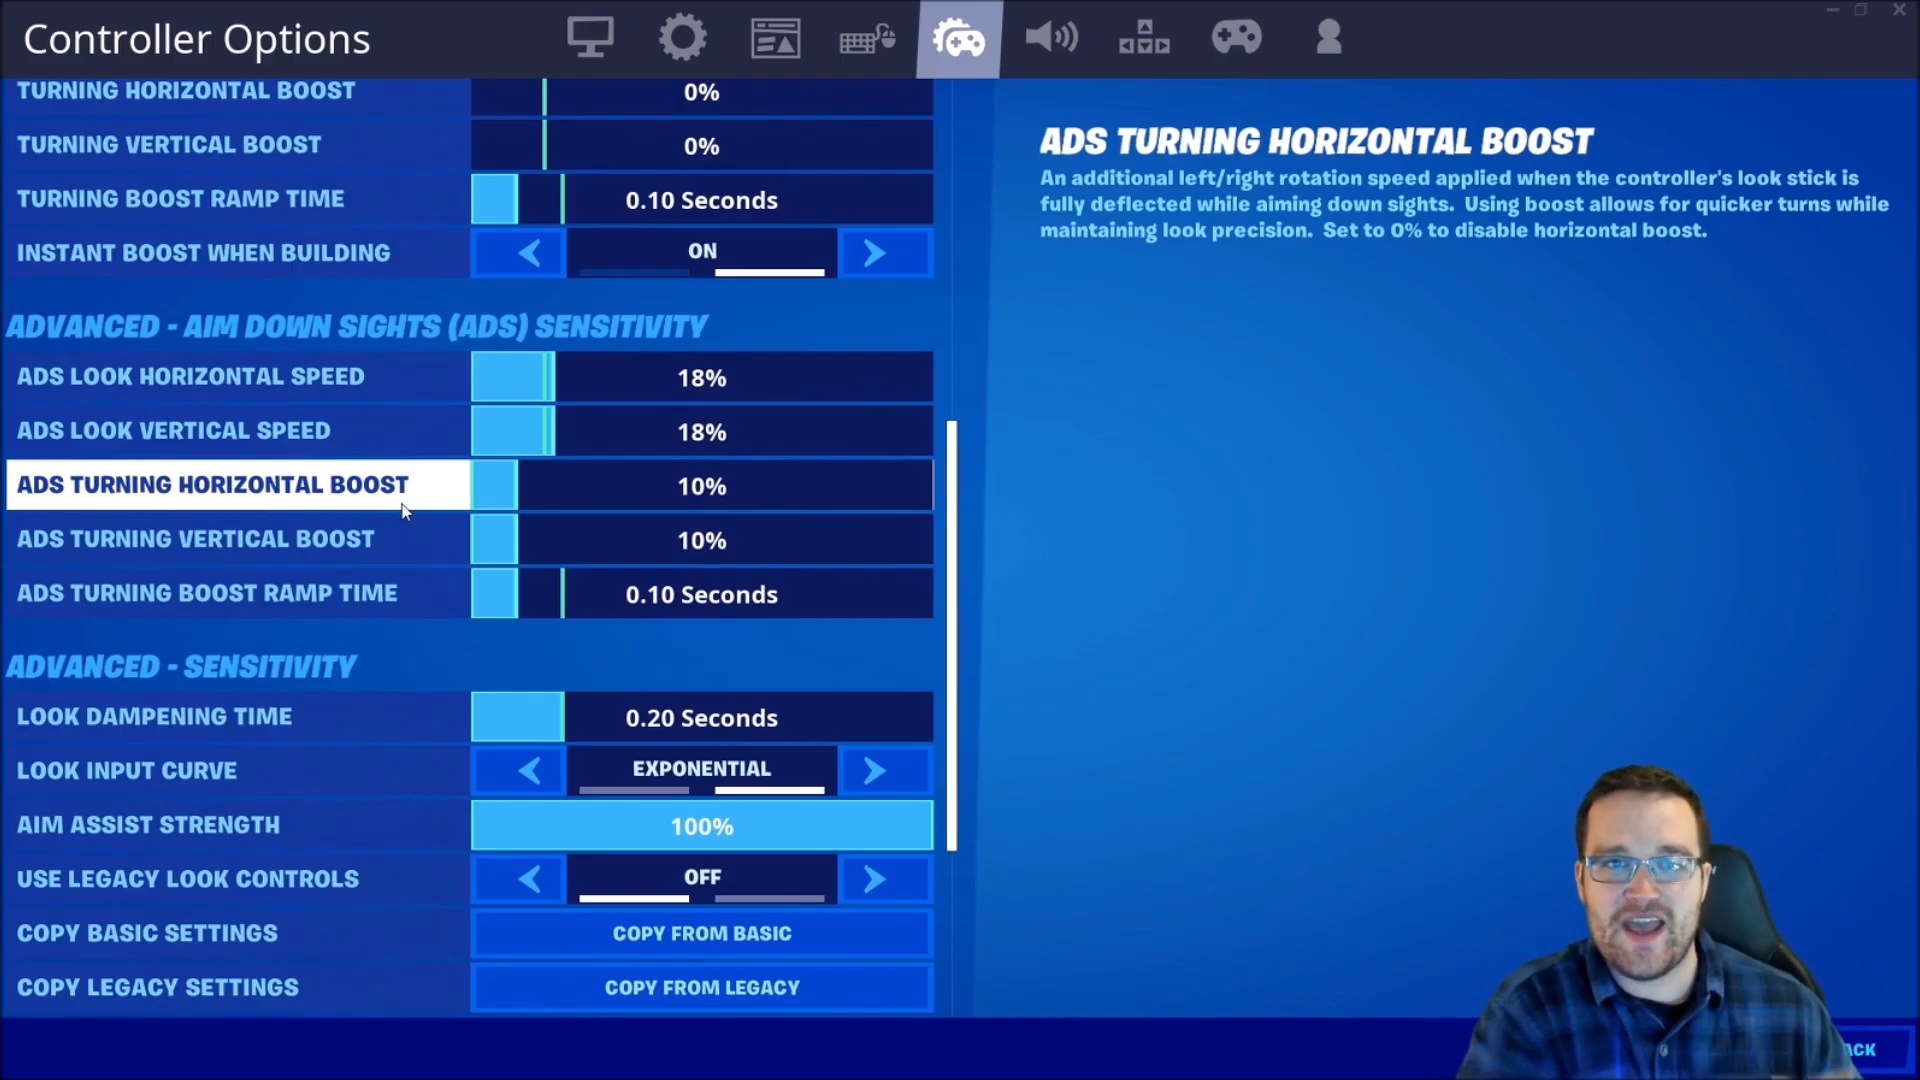 Controller Options
TURNING HORIZONTAL BOOST 0%
TURNING VERTICAL BOOST 0%
TURNING BOOST RAMP TIME 0.10 Seconds
INSTANT BOOST WHEN BUILDING ON
ADVANCED - AIM DOWN SIGHTS (ADS) SENSITIVITY
ADS LOOK HORIZONTAL SPEED 18%
ADS LOOK VERTICAL SPEED 18%
ADS TURNING HORIZONTAL BOOST 10%
ADS TURNING VERTICAL BOOST 10%
ADS TURNING BOOST RAMP TIME 0.10 Seconds
ADVANCED - SENSITIVITY
LOOK DAMPENING TIME 0.20 Seconds
LOOK INPUT CURVE EXPONENTIAL
AIM ASSIST STRENGTH 100%
USE LEGACY LOOK CONTROLS OFF
COPY BASIC SETTINGS COPY FROM BASIC
COPY LEGACY SETTINGS COPY FROM LEGACY
ADS TURNING HORIZONTAL BOOST
An additional left/right rotation speed applied when the controller's look stick is
fully deflected while aiming down sights. Using boost allows for quicker turns while
maintaining look precision. Set to 0% to disable horizontal boost.